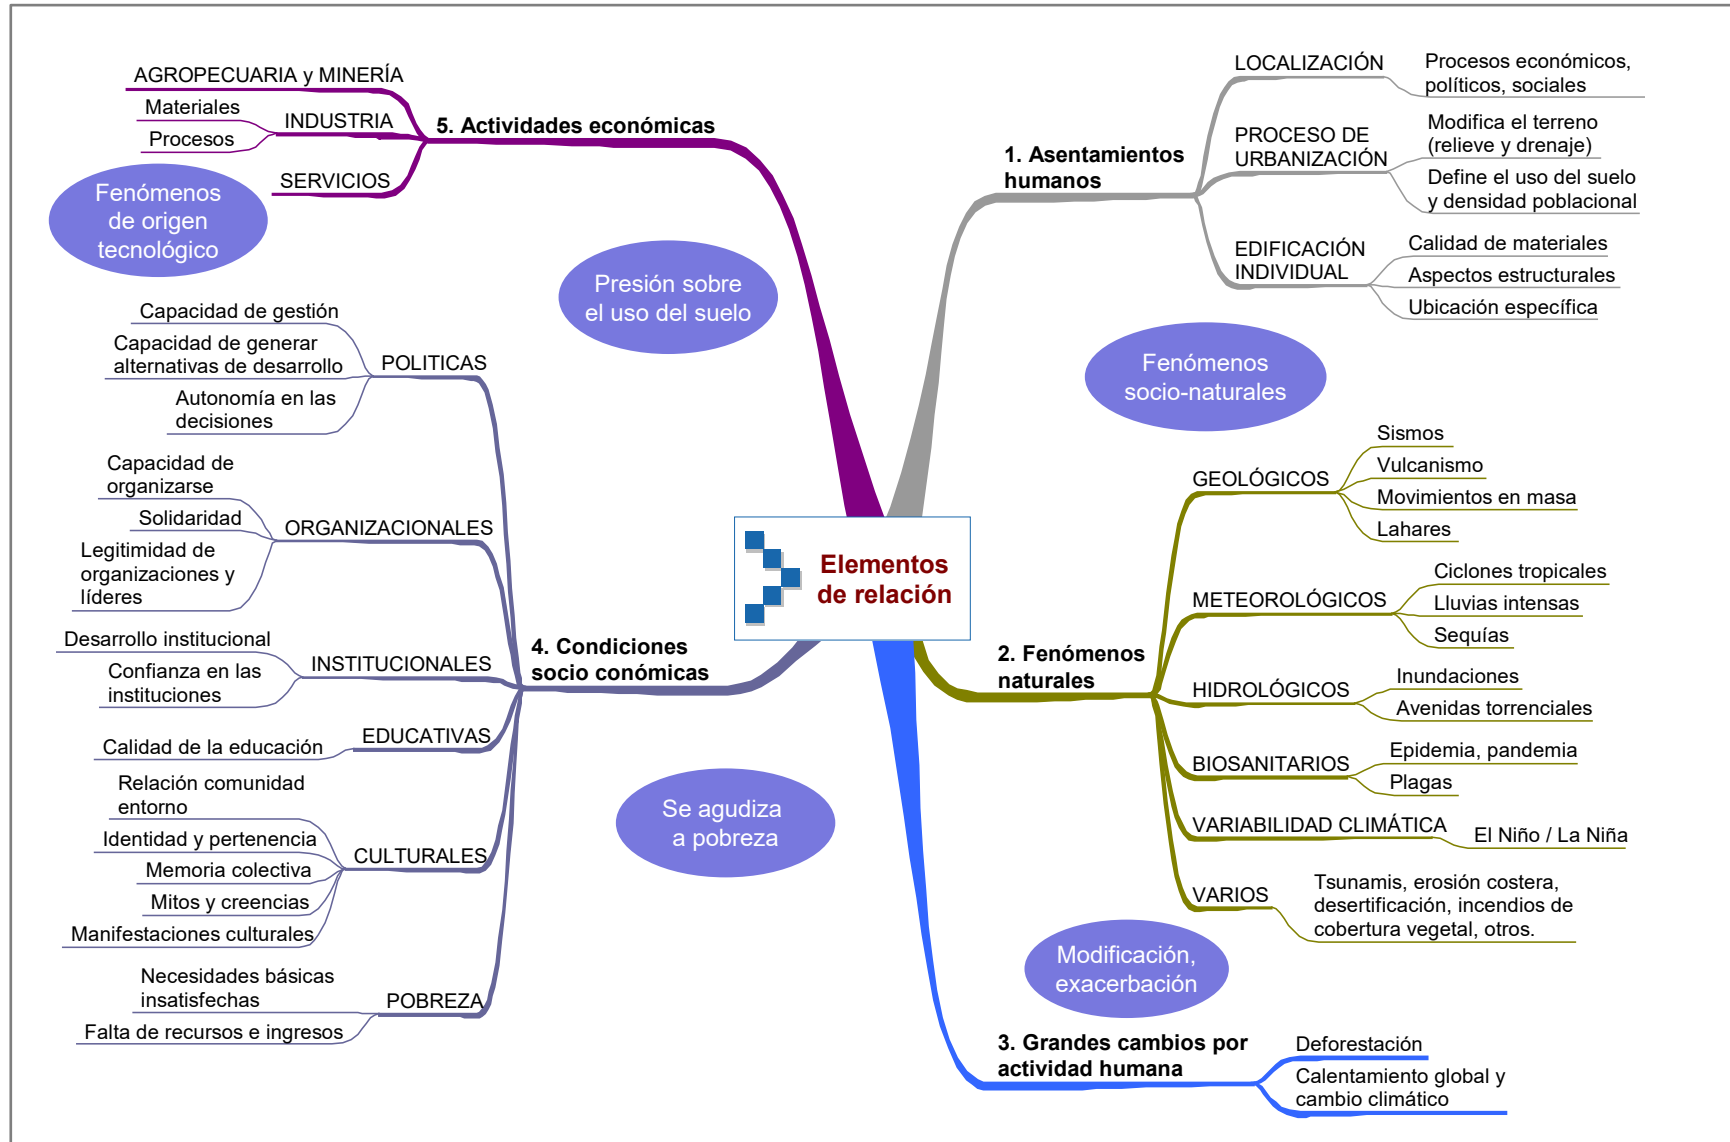 Elementos
de relación
1. Asentamientos
humanos
LOCALIZACIÓN
Procesos económicos,
políticos, sociales
PROCESO DE
URBANIZACIÓN
Modifica el terreno
(relieve y drenaje)
Define el uso del suelo
y densidad poblacional
EDIFICACIÓN
INDIVIDUAL
Calidad de materiales
Aspectos estructurales
Ubicación específica
Fenómenos
socio-naturales
2. Fenómenos
naturales
GEOLÓGICOS
Sismos
Vulcanismo
Movimientos en masa
Lahares
METEOROLÓGICOS
Ciclones tropicales
Lluvias intensas
Sequías
HIDROLÓGICOS
Inundaciones
Avenidas torrenciales
BIOSANITARIOS
Epidemia, pandemia
Plagas
VARIABILIDAD CLIMÁTICA
El Niño / La Niña
VARIOS
Tsunamis, erosión costera,
desertificación, incendios de
cobertura vegetal, otros.
Modificación,
exacerbación
3. Grandes cambios por
actividad humana
Deforestación
Calentamiento global y
cambio climático
4. Condiciones
socio conómicas
POLITICAS
Capacidad de gestión
Capacidad de generar
alternativas de desarrollo
Autonomía en las
decisiones
ORGANIZACIONALES
Capacidad de
organizarse
Solidaridad
Legitimidad de
organizaciones y
líderes
INSTITUCIONALES
Desarrollo institucional
Confianza en las
instituciones
EDUCATIVAS
Calidad de la educación
CULTURALES
Relación comunidad
entorno
Identidad y pertenencia
Memoria colectiva
Mitos y creencias
Manifestaciones culturales
POBREZA
Necesidades básicas
insatisfechas
Falta de recursos e ingresos
Se agudiza
a pobreza
5. Actividades económicas
AGROPECUARIA y MINERÍA
INDUSTRIA
Materiales
Procesos
SERVICIOS
Fenómenos
de origen
tecnológico
Presión sobre
el uso del suelo